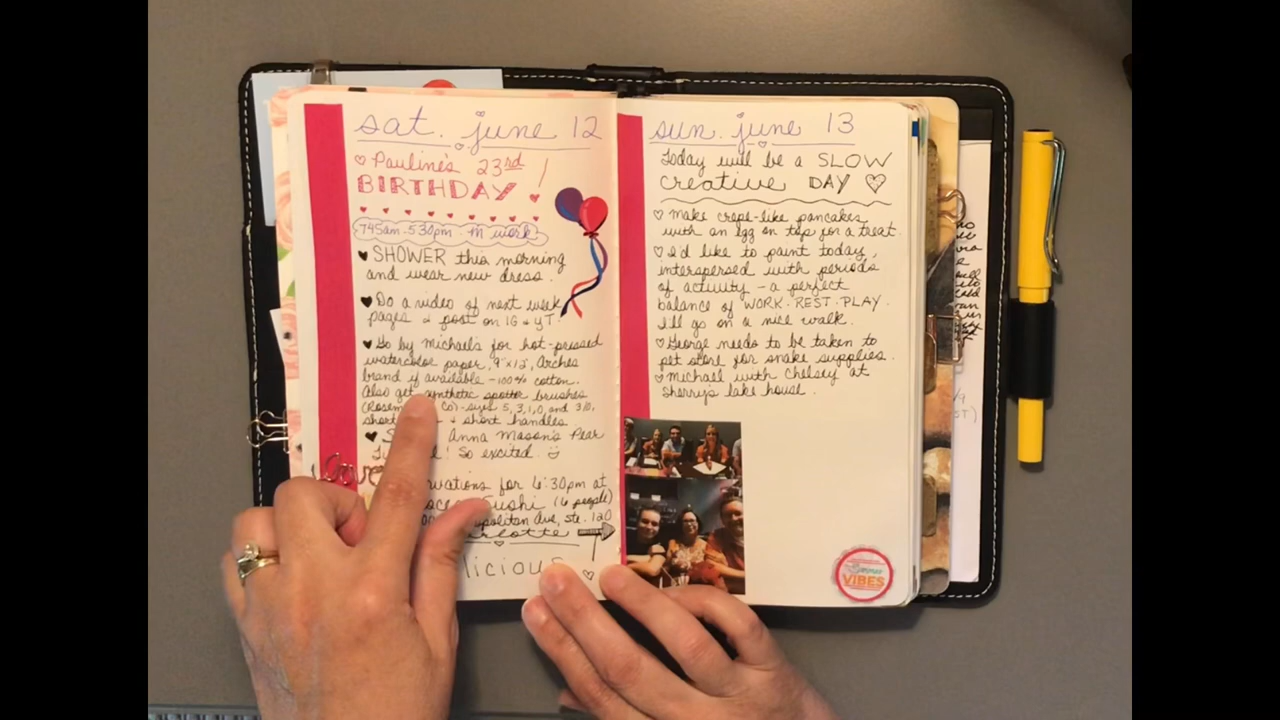 sat. june 12
Pauline's 23rd
BIRTHDAY !
745am-5:30pm M work
SHOWER this morning
and wear new dress.
Do a video of next week
pages & post on IG & YT.
Go by Michael's for hot-pressed
watercolor paper, 9"x12", Arches
brand if available - 100% cotton.
Also get synthetic spotter brushes
Co) - sizes 5, 3, 1, 0, and 3/0,
short & short handles
Anna Mason's Pear
! So excited.
for 6:30pm at
Sushi (6 people)
Ave, ste. 120
sun. june 13
Today will be a SLOW
creative DAY
Make crepe-like pancakes
with an egg on top for a treat.
I'd like to paint today,
interspersed with periods
of activity - a perfect
balance of WORK · REST · PLAY.
I'll go on a nice walk.
George needs to be taken to
pet store for snake supplies.
Michael with Chelsey at
Sherry's lake house.
VIBES